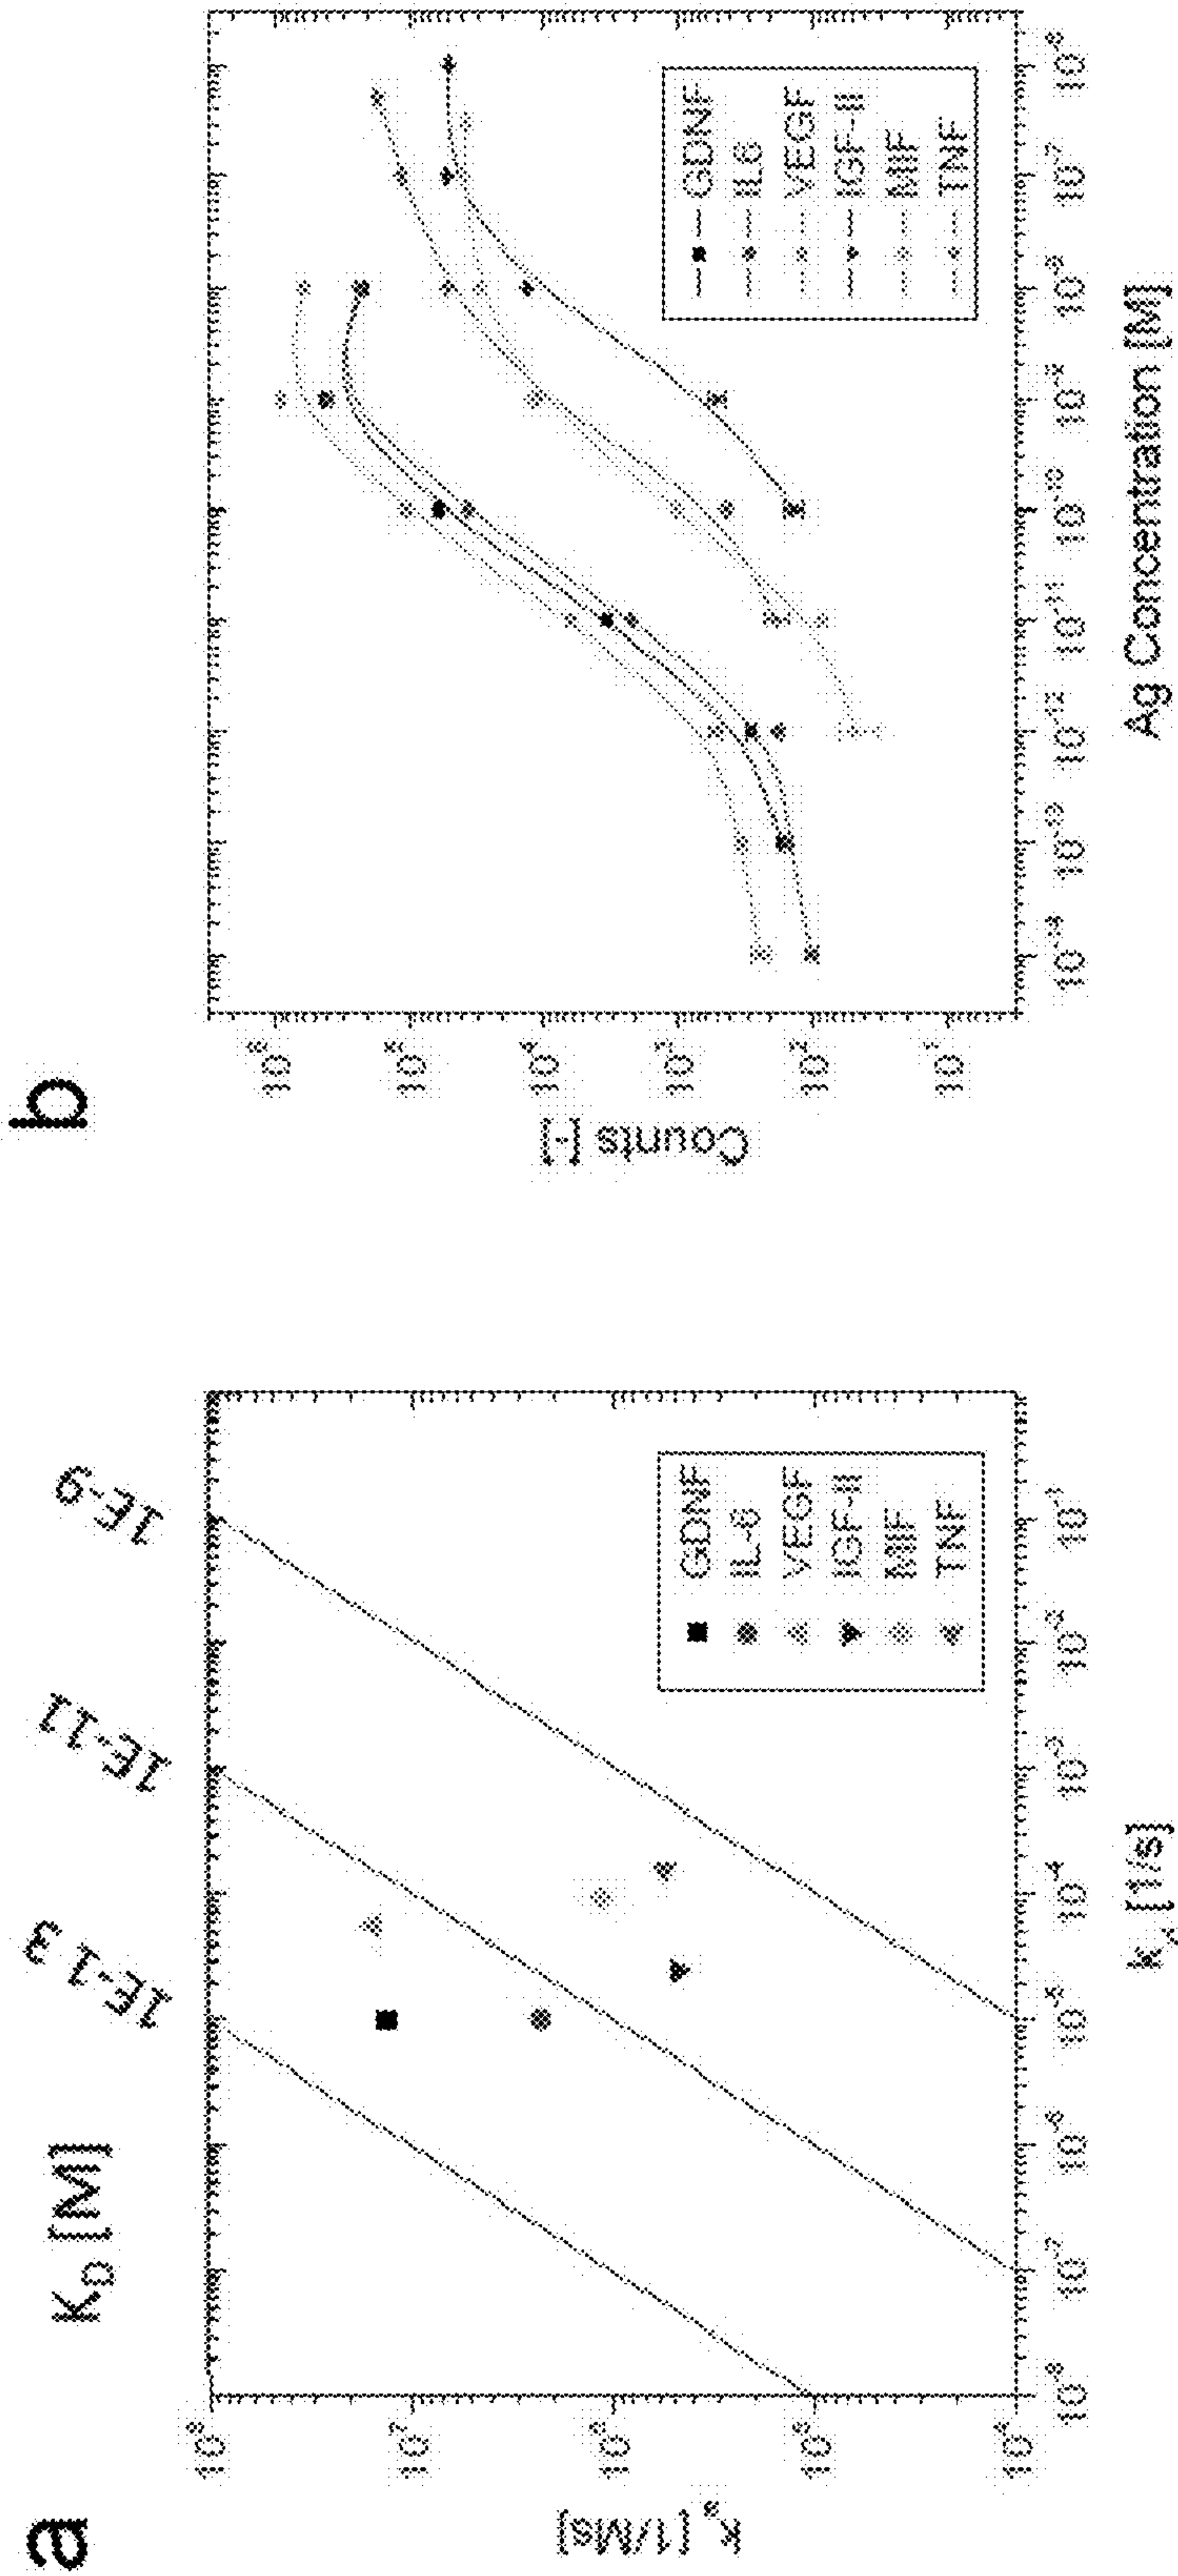 a
K_D [M]
1E-13
1E-11
1E-9
k_a [1/Ms]
10^8
10^7
10^6
10^5
10^4
GDNF
IL-6
VEGF
IGF-II
MIF
TNF
10^-8 10^-7 10^-6 10^-5 10^-4 10^-3 10^-2 10^-1
k_d [1/s]
b
Counts [-]
10^6
10^5
10^4
10^3
10^2
10^1
GDNF
IL6
VEGF
IGF-II
MIF
TNF
10^-14 10^-13 10^-12 10^-11 10^-10 10^-9 10^-8 10^-7 10^-6
Ag Concentration [M]